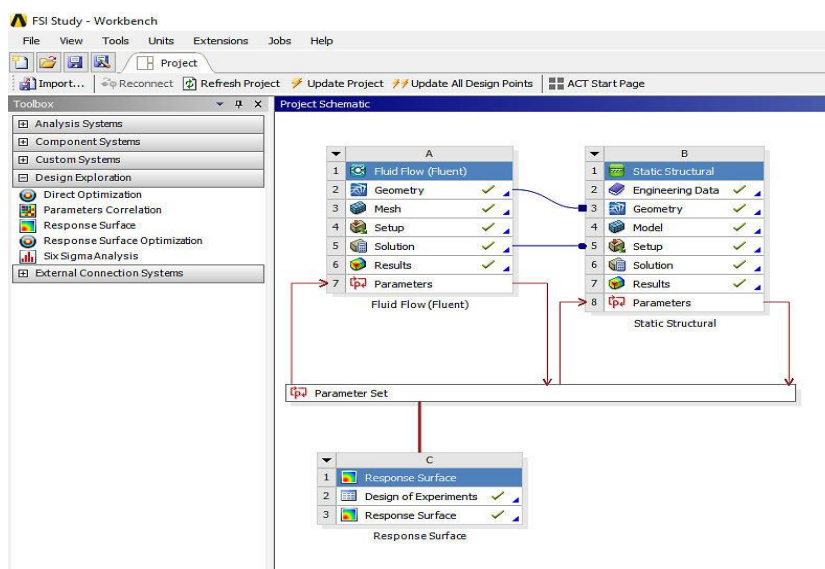 FSI Study - Workbench
File View Tools Units Extensions Jobs Help
Project
Import... Reconnect Refresh Project Update Project Update All Design Points ACT Start Page
Toolbox
Analysis Systems
Component Systems
Custom Systems
Design Exploration
Direct Optimization
Parameters Correlation
Response Surface
Response Surface Optimization
Six Sigma Analysis
External Connection Systems
Project Schematic
A
1 Fluid Flow (Fluent)
2 Geometry
3 Mesh
4 Setup
5 Solution
6 Results
7 Parameters
Fluid Flow (Fluent)
B
1 Static Structural
2 Engineering Data
3 Geometry
4 Model
5 Setup
6 Solution
7 Results
8 Parameters
Static Structural
Parameter Set
C
1 Response Surface
2 Design of Experiments
3 Response Surface
Response Surface